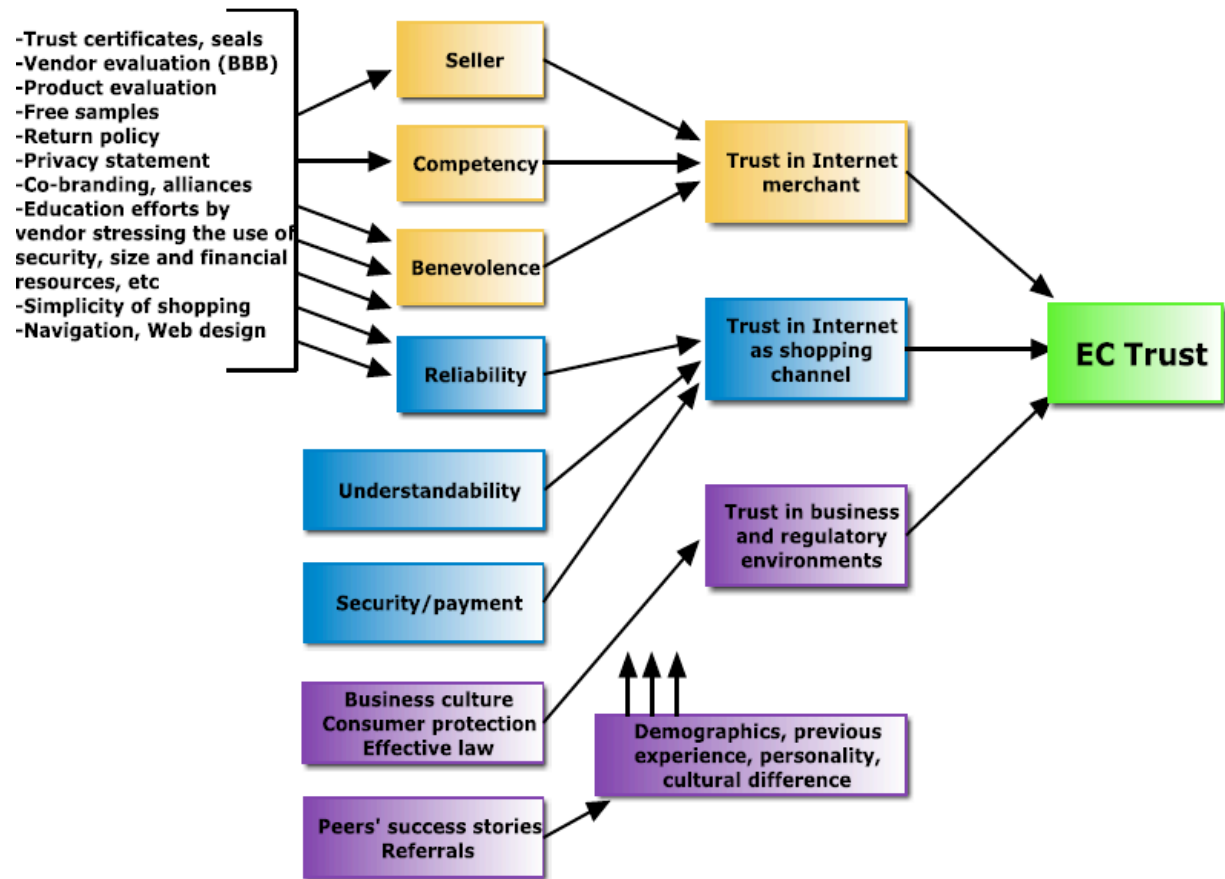 -Trust certificates, seals
-Vendor evaluation (BBB)
-Product evaluation
-Free samples
-Return policy
-Privacy statement
-Co-branding, alliances
-Education efforts by
vendor stressing the use of
security, size and financial
resources, etc
-Simplicity of shopping
-Navigation, Web design
Seller
Competency
Benevolence
Reliability
Understandability
Security/payment
Business culture
Consumer protection
Effective law
Peers' success stories
Referrals
Trust in Internet
merchant
Trust in Internet
as shopping
channel
Trust in business
and regulatory
environments
Demographics, previous
experience, personality,
cultural difference
EC Trust